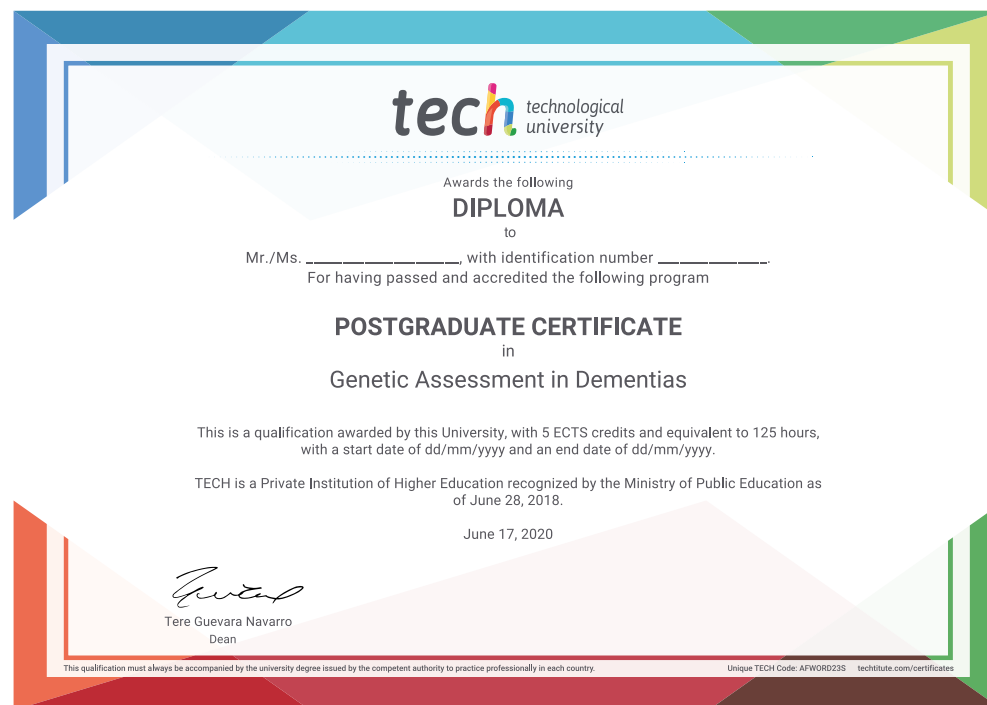 tech technological
university
Awards the following
DIPLOMA
to
Mr./Ms. ____________________, with identification number ______________.
For having passed and accredited the following program
POSTGRADUATE CERTIFICATE
in
Genetic Assessment in Dementias
This is a qualification awarded by this University, with 5 ECTS credits and equivalent to 125 hours,
with a start date of dd/mm/yyyy and an end date of dd/mm/yyyy.
TECH is a Private Institution of Higher Education recognized by the Ministry of Public Education as
of June 28, 2018.
June 17, 2020
Tere Guevara Navarro
Dean
This qualification must always be accompanied by the university degree issued by the competent authority to practice professionally in each country.
Unique TECH Code: AFWORD23S techtitute.com/certificates